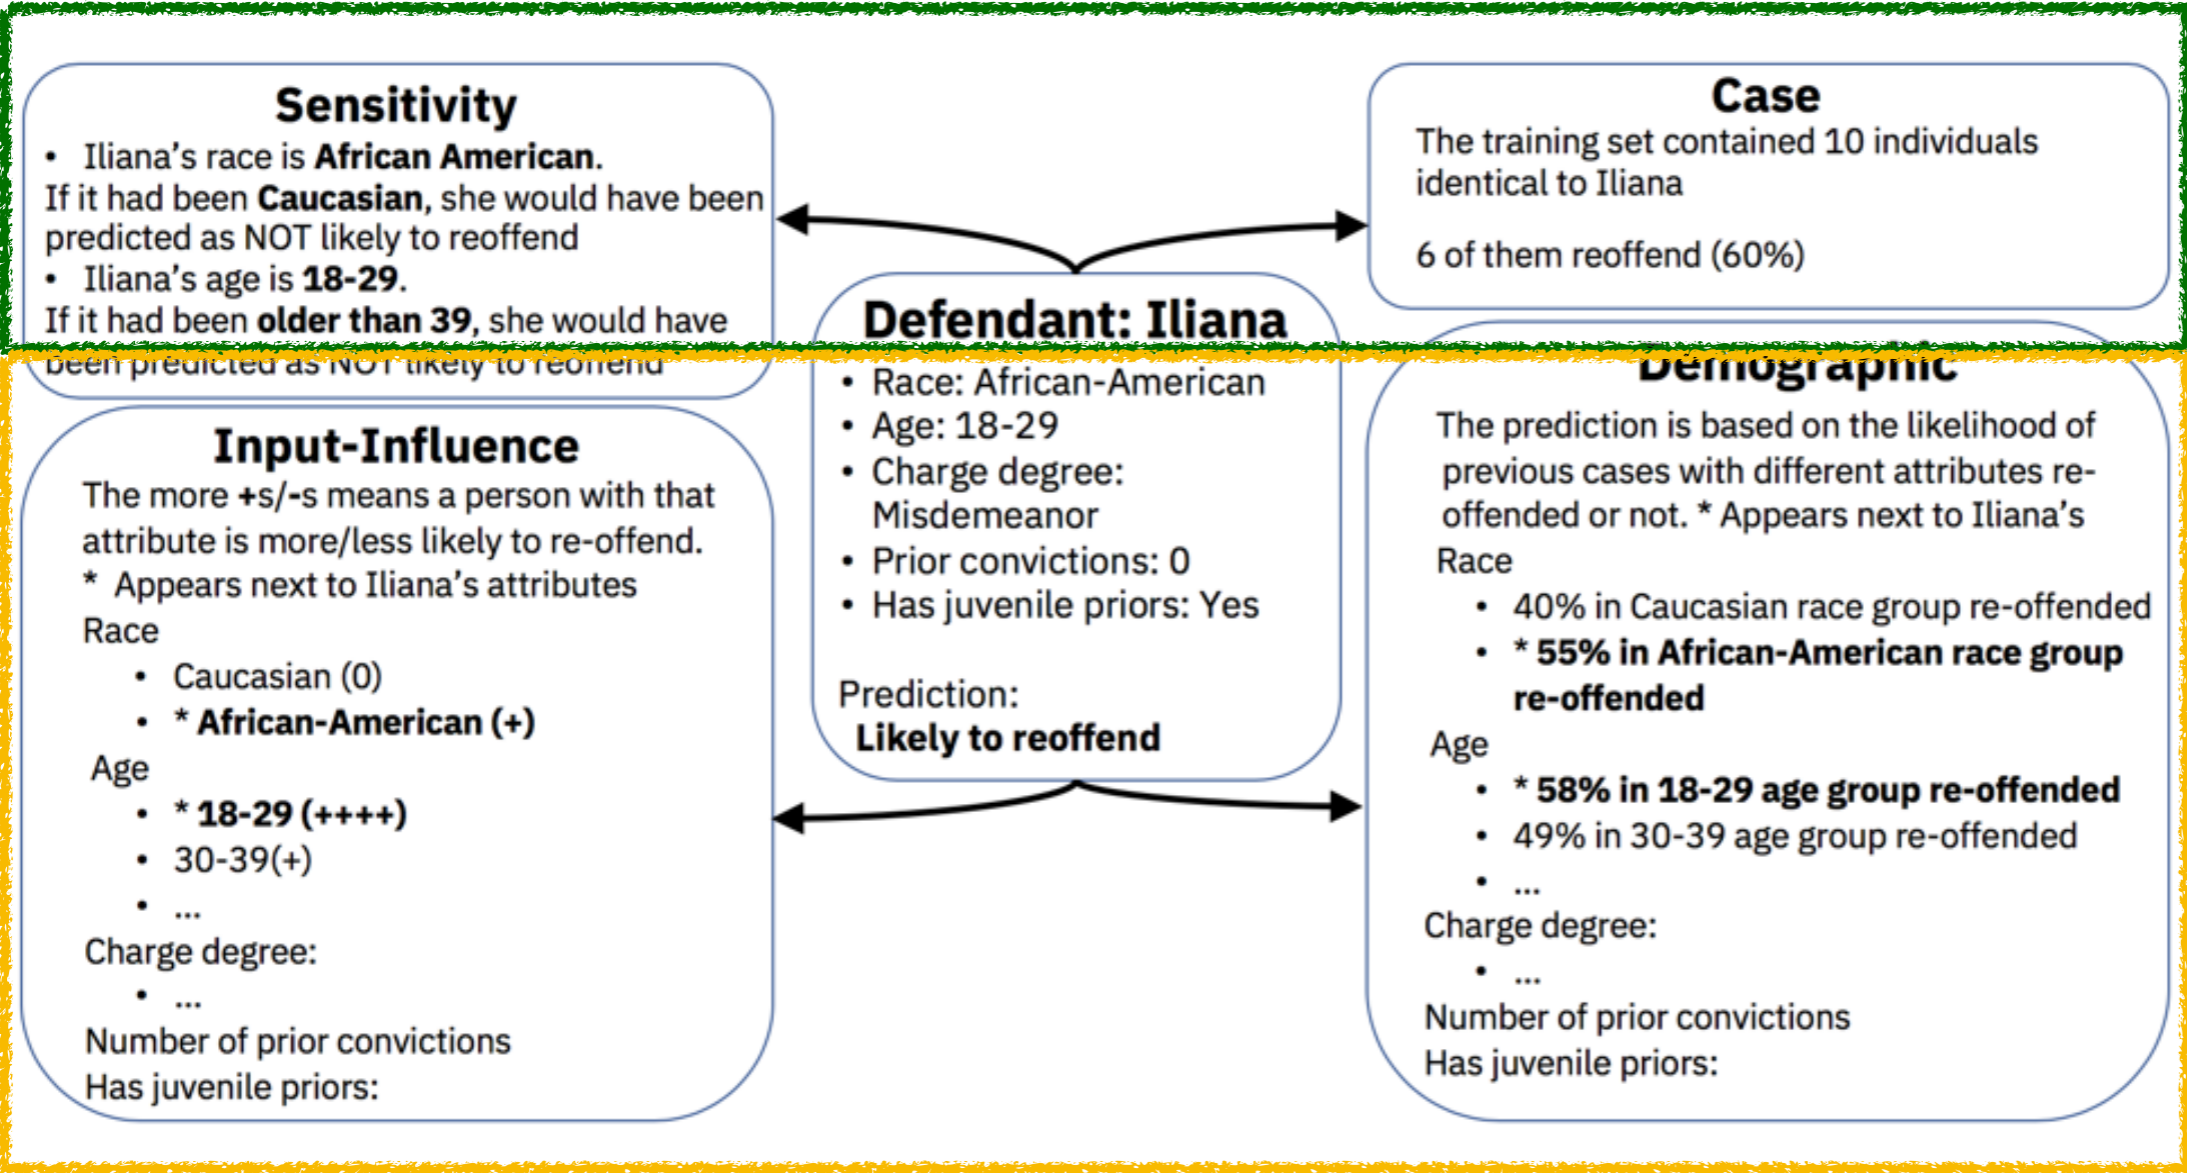 Sensitivity
• Iliana's race is African American.
If it had been Caucasian, she would have been
predicted as NOT likely to reoffend
• Iliana's age is 18-29.
If it had been older than 39, she would have
been predicted as NOT likely to reoffend
Case
The training set contained 10 individuals
identical to Iliana
6 of them reoffend (60%)
Defendant: Iliana
• Race: African-American
• Age: 18-29
• Charge degree:
Misdemeanor
• Prior convictions: 0
• Has juvenile priors: Yes
Prediction:
Likely to reoffend
Input-Influence
The more +s/-s means a person with that
attribute is more/less likely to re-offend.
* Appears next to Iliana's attributes
Race
• Caucasian (0)
• * African-American (+)
Age
• * 18-29 (++++)
• 30-39(+)
• ...
Charge degree:
• ...
Number of prior convictions
Has juvenile priors:
Demographic
The prediction is based on the likelihood of
previous cases with different attributes re-
offended or not. * Appears next to Iliana's
Race
• 40% in Caucasian race group re-offended
• * 55% in African-American race group
re-offended
Age
• * 58% in 18-29 age group re-offended
• 49% in 30-39 age group re-offended
• ...
Charge degree:
• ...
Number of prior convictions
Has juvenile priors: